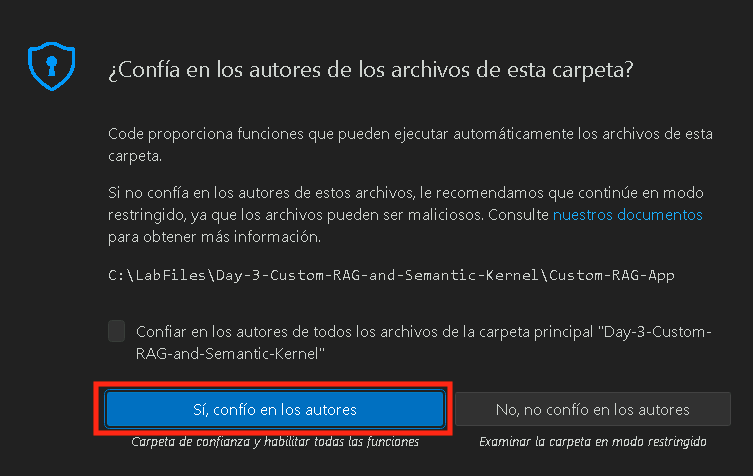 ¿Confía en los autores de los archivos de esta carpeta?
Code proporciona funciones que pueden ejecutar automáticamente los archivos de esta
carpeta.
Si no confía en los autores de estos archivos, le recomendamos que continúe en modo
restringido, ya que los archivos pueden ser maliciosos. Consulte nuestros documentos
para obtener más información.
C:\LabFiles\Day-3-Custom-RAG-and-Semantic-Kernel\Custom-RAG-App
Confiar en los autores de todos los archivos de la carpeta principal "Day-3-Custom-
RAG-and-Semantic-Kernel"
Sí, confío en los autores
No, no confío en los autores
Carpeta de confianza y habilitar todas las funciones
Examinar la carpeta en modo restringido